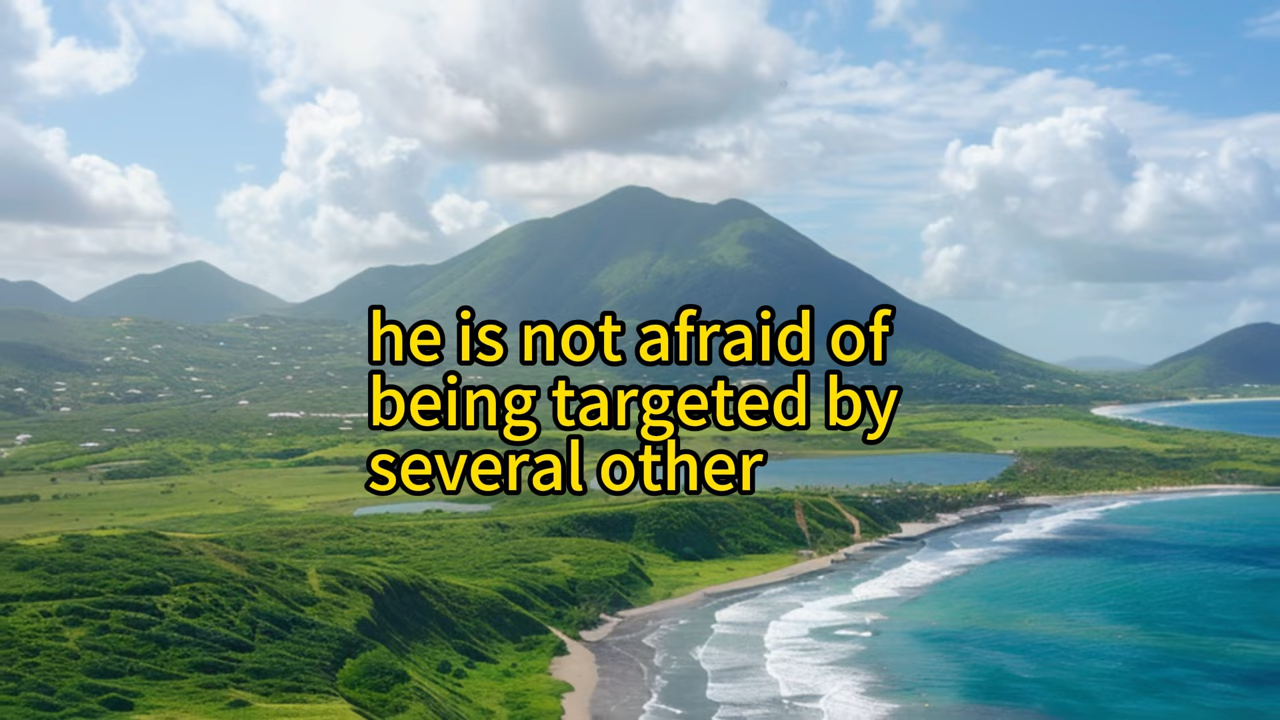 he is not afraid of
being targeted by
several other